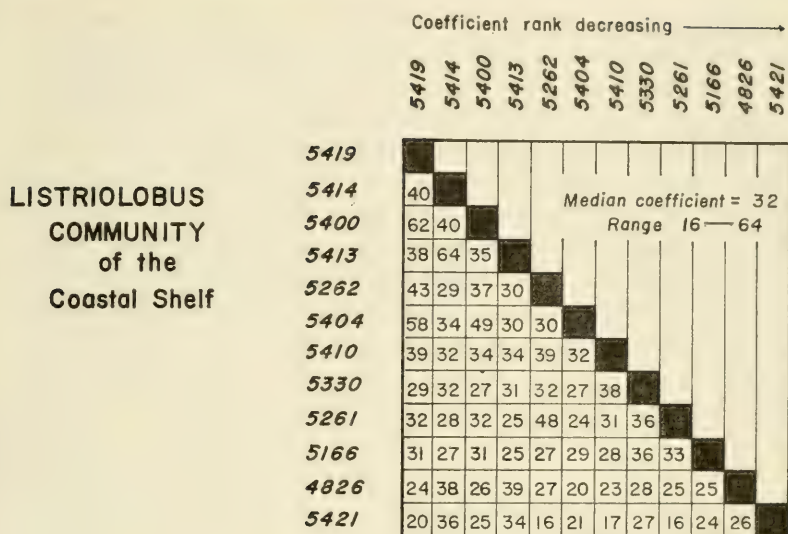 Coefficient rank decreasing
5419 5414 5400 5413 5262 5404 5410 5330 5261 5166 4826 5421
LISTRIOLOBUS
COMMUNITY
of the
Coastal Shelf
Median coefficient = 32
Range 16 — 64
5419
5414 40
5400 62 40
5413 38 64 35
5262 43 29 37 30
5404 58 34 49 30 30
5410 39 32 34 34 39 32
5330 29 32 27 31 32 27 38
5261 32 28 32 25 48 24 31 36
5166 31 27 31 25 27 29 28 36 33
4826 24 38 26 39 27 20 23 28 25 25
5421 20 36 25 34 16 21 17 27 16 24 26